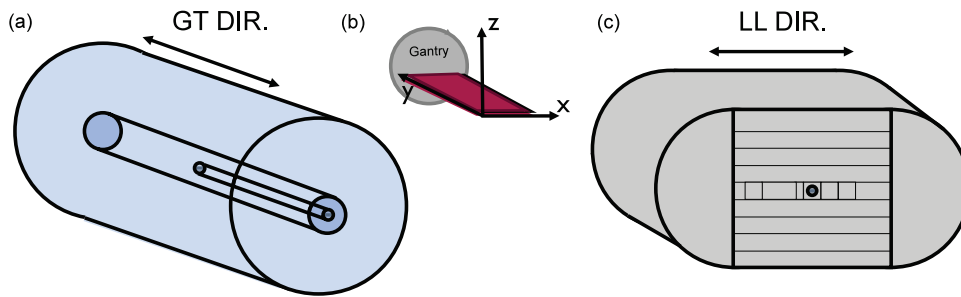 (a)
GT DIR.
(b)
Gantry
z
y
x
(c)
LL DIR.